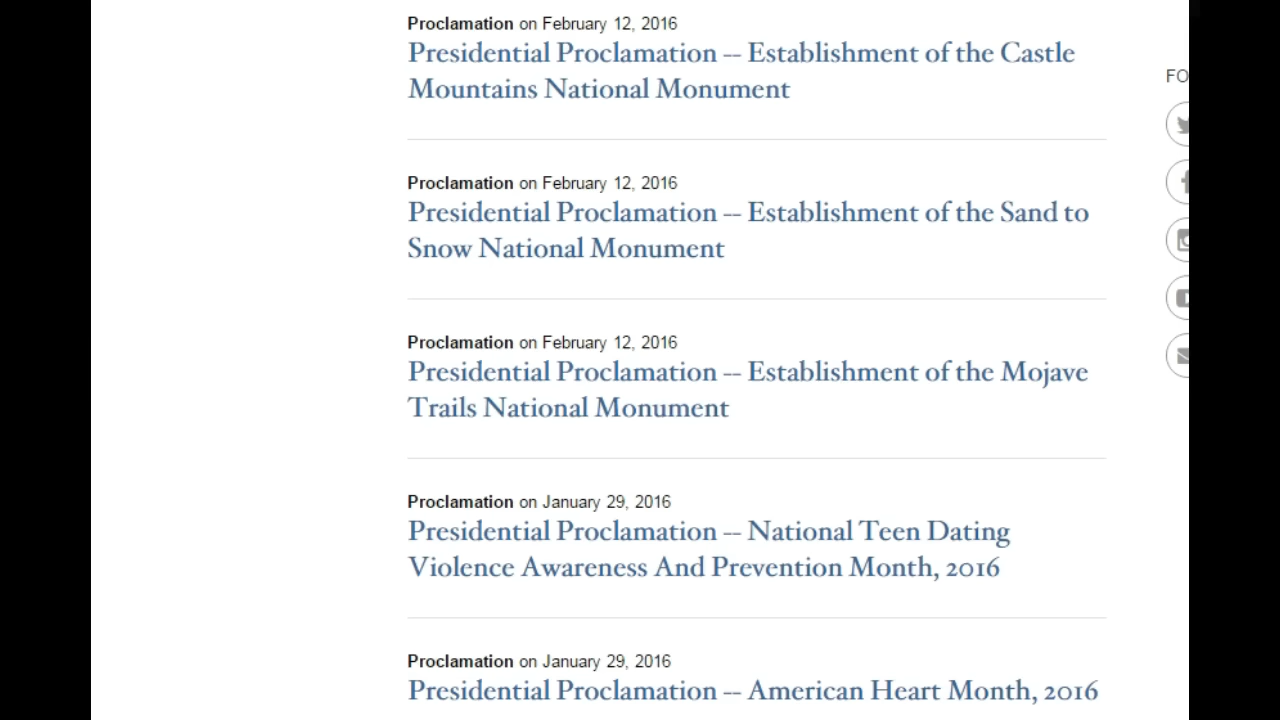 Proclamation on February 12, 2016
Presidential Proclamation -- Establishment of the Castle
Mountains National Monument
FO
Proclamation on February 12, 2016
Presidential Proclamation -- Establishment of the Sand to
Snow National Monument
Proclamation on February 12, 2016
Presidential Proclamation -- Establishment of the Mojave
Trails National Monument
Proclamation on January 29, 2016
Presidential Proclamation -- National Teen Dating
Violence Awareness And Prevention Month, 2016
Proclamation on January 29, 2016
Presidential Proclamation -- American Heart Month, 2016